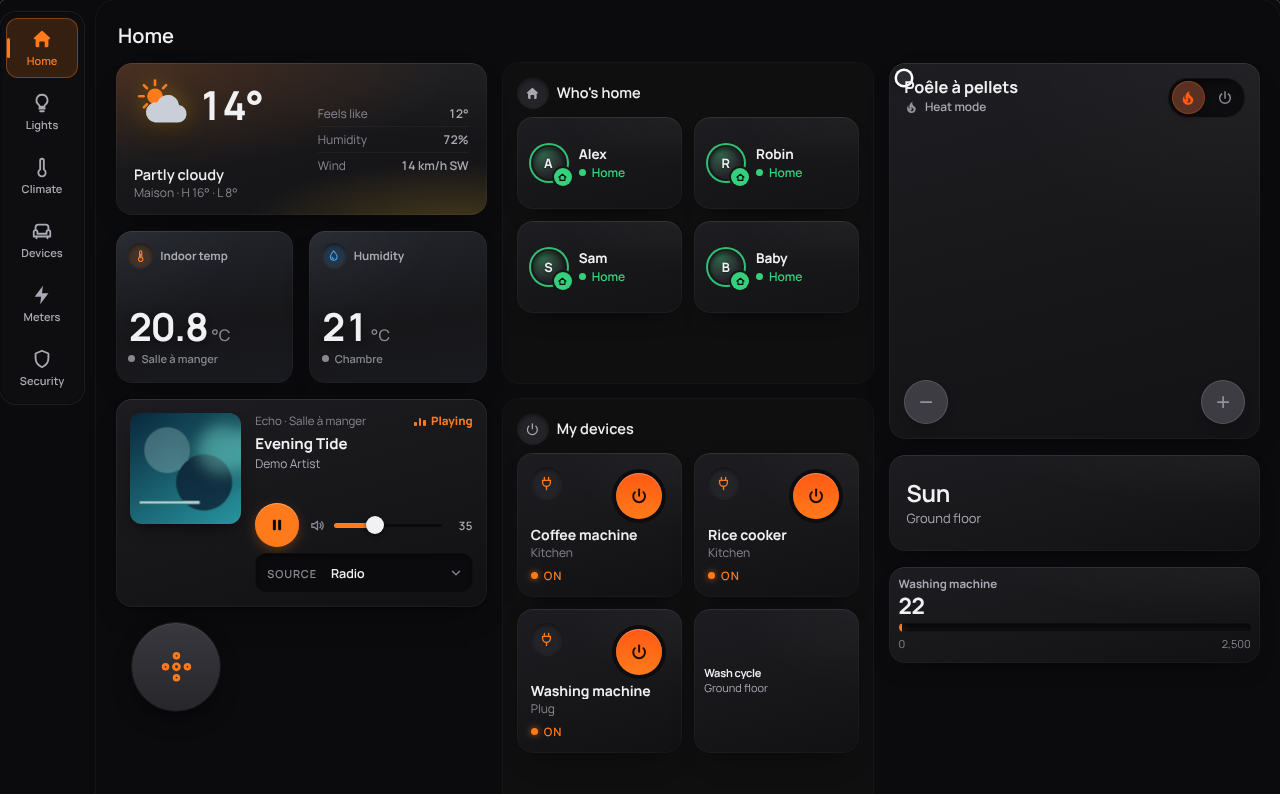 Home
Home
Lights
Climate
Devices
Meters
Security
14°
Feels like 12°
Humidity 72%
Wind 14 km/h SW
Partly cloudy
Maison · H 16° · L 8°
Indoor temp
20.8 °C
Salle à manger
Humidity
21 °C
Chambre
Echo · Salle à manger
Playing
Evening Tide
Demo Artist
35
SOURCE Radio
Who's home
A
Alex
Home
R
Robin
Home
S
Sam
Home
B
Baby
Home
My devices
Coffee machine
Kitchen
ON
Rice cooker
Kitchen
ON
Washing machine
Plug
ON
Wash cycle
Ground floor
Poêle à pellets
Heat mode
Sun
Ground floor
Washing machine
22
0 2,500